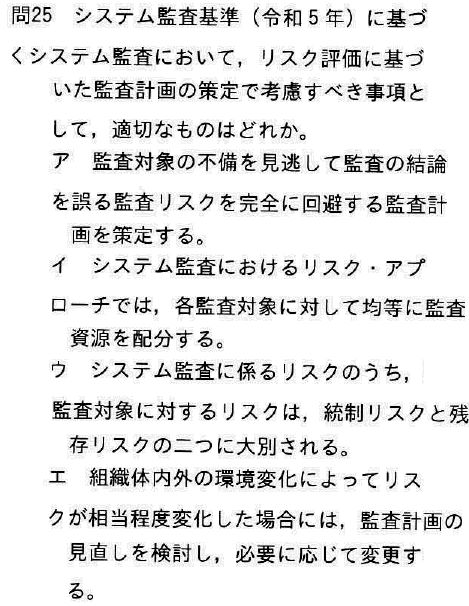 問25　システム監査基準（令和5年）に基づ
くシステム監査において，リスク評価に基づ
いた監査計画の策定で考慮すべき事項と
して，適切なものはどれか。
ア　監査対象の不備を見逃して監査の結論
を誤る監査リスクを完全に回避する監査計
画を策定する。
イ　システム監査におけるリスク・アプ
ローチでは，各監査対象に対して均等に監査
資源を配分する。
ウ　システム監査に係るリスクのうち，
監査対象に対するリスクは，統制リスクと残
存リスクの二つに大別される。
エ　組織体内外の環境変化によってリス
クが相当程度変化した場合には，監査計画の
見直しを検討し，必要に応じて変更す
る。